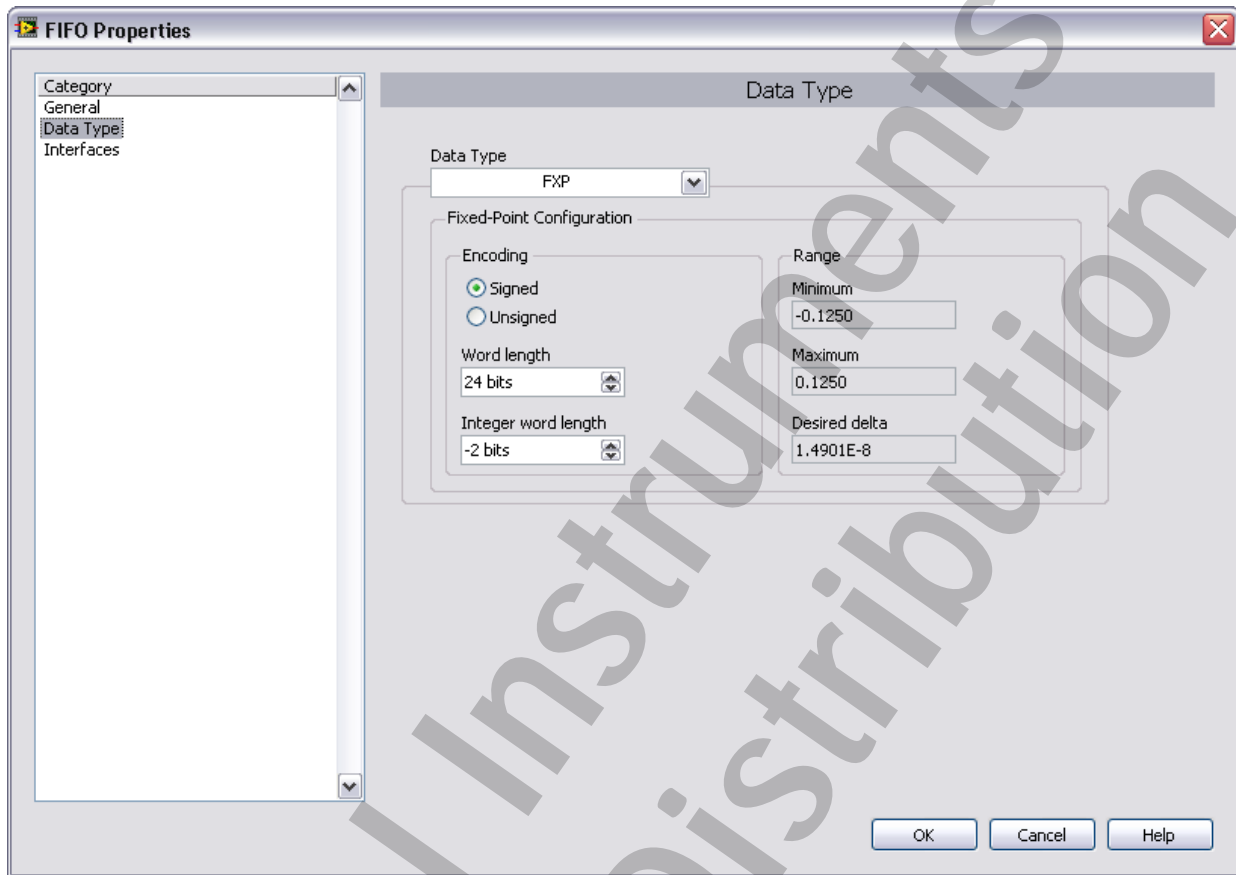 FIFO Properties
Category
General
Data Type
Interfaces
Data Type
Data Type
FXP
Fixed-Point Configuration
Encoding
Signed
Unsigned
Word length
24 bits
Integer word length
-2 bits
Range
Minimum
-0.1250
Maximum
0.1250
Desired delta
1.4901E-8
OK
Cancel
Help
l Instruments
istribution